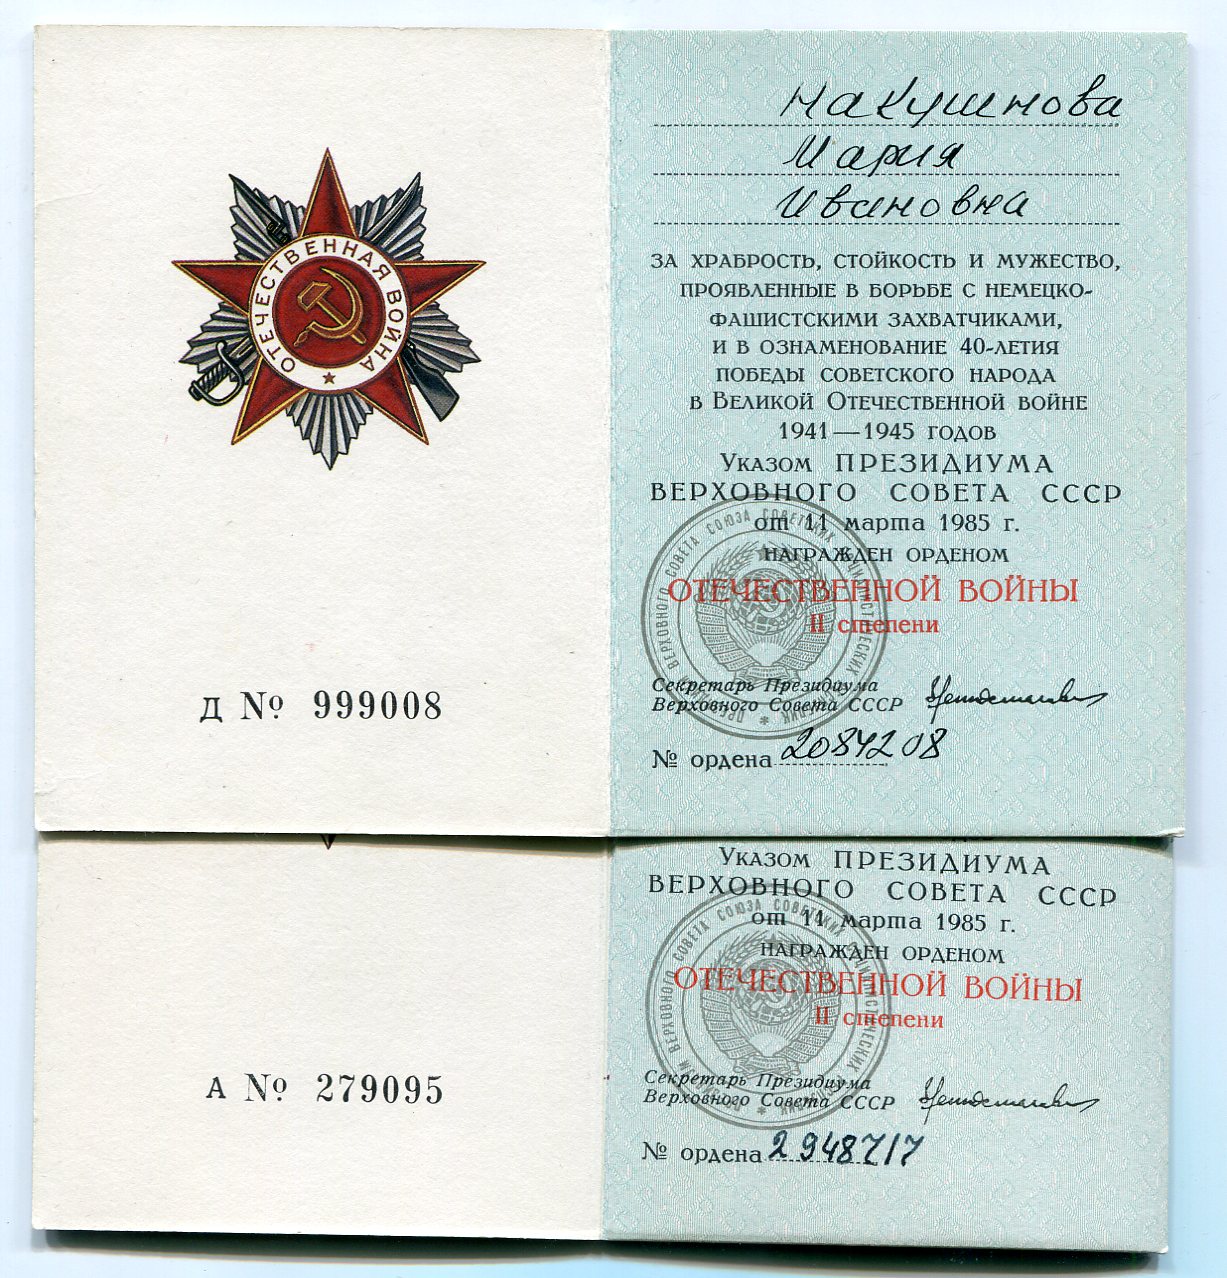 ОТЕЧЕСТВЕННАЯ ВОЙНА
Д № 999008
Накушнова
Мария
Ивановна
ЗА ХРАБРОСТЬ, СТОЙКОСТЬ И МУЖЕСТВО,
ПРОЯВЛЕННЫЕ В БОРЬБЕ С НЕМЕЦКО-
ФАШИСТСКИМИ ЗАХВАТЧИКАМИ,
И В ОЗНАМЕНОВАНИЕ 40-ЛЕТИЯ
ПОБЕДЫ СОВЕТСКОГО НАРОДА
В ВЕЛИКОЙ ОТЕЧЕСТВЕННОЙ ВОЙНЕ
1941—1945 ГОДОВ
УКАЗОМ ПРЕЗИДИУМА
ВЕРХОВНОГО СОВЕТА СССР
от 11 марта 1985 г.
НАГРАЖДЕН ОРДЕНОМ
ОТЕЧЕСТВЕННОЙ ВОЙНЫ
II степени
Секретарь Президиума
Верховного Совета СССР
№ ордена 2084208
А № 279095
УКАЗОМ ПРЕЗИДИУМА
ВЕРХОВНОГО СОВЕТА СССР
от 11 марта 1985 г.
НАГРАЖДЕН ОРДЕНОМ
ОТЕЧЕСТВЕННОЙ ВОЙНЫ
II степени
Секретарь Президиума
Верховного Совета СССР
№ ордена 2948717